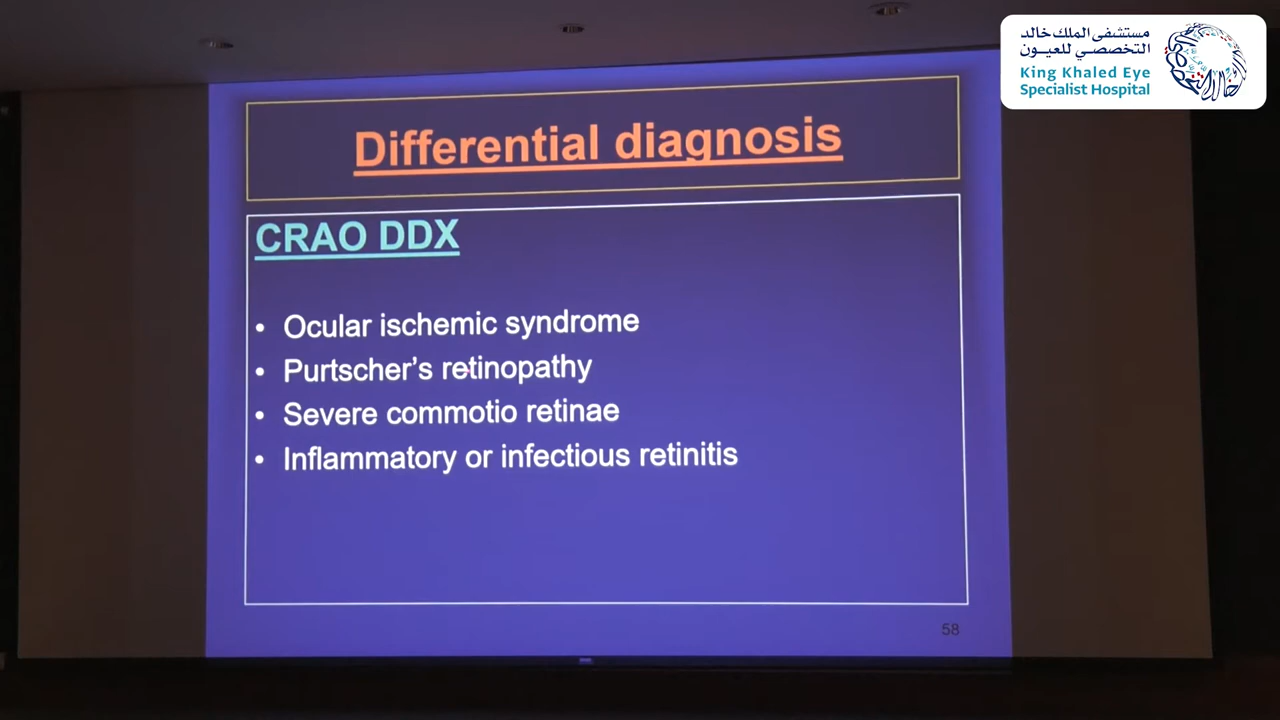 مستشفى الملك خالد
التخصصي للعيون
King Khaled Eye
Specialist Hospital
Differential diagnosis
CRAO DDX
• Ocular ischemic syndrome
• Purtscher's retinopathy
• Severe commotio retinae
• Inflammatory or infectious retinitis
58